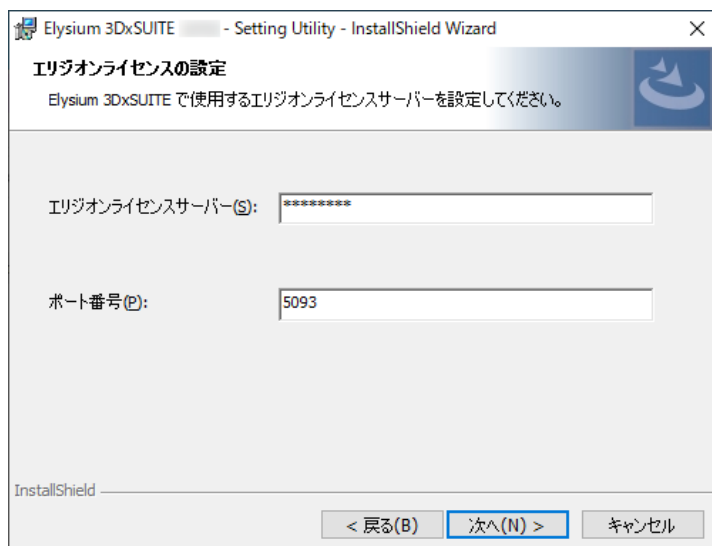 Elysium 3DxSUITE - Setting Utility - InstallShield Wizard
エリジオンライセンスの設定
Elysium 3DxSUITE で使用するエリジオンライセンスサーバーを設定してください。
エリジオンライセンスサーバー(S): ********
ポート番号(P): 5093
InstallShield
< 戻る(B) 次へ(N) > キャンセル